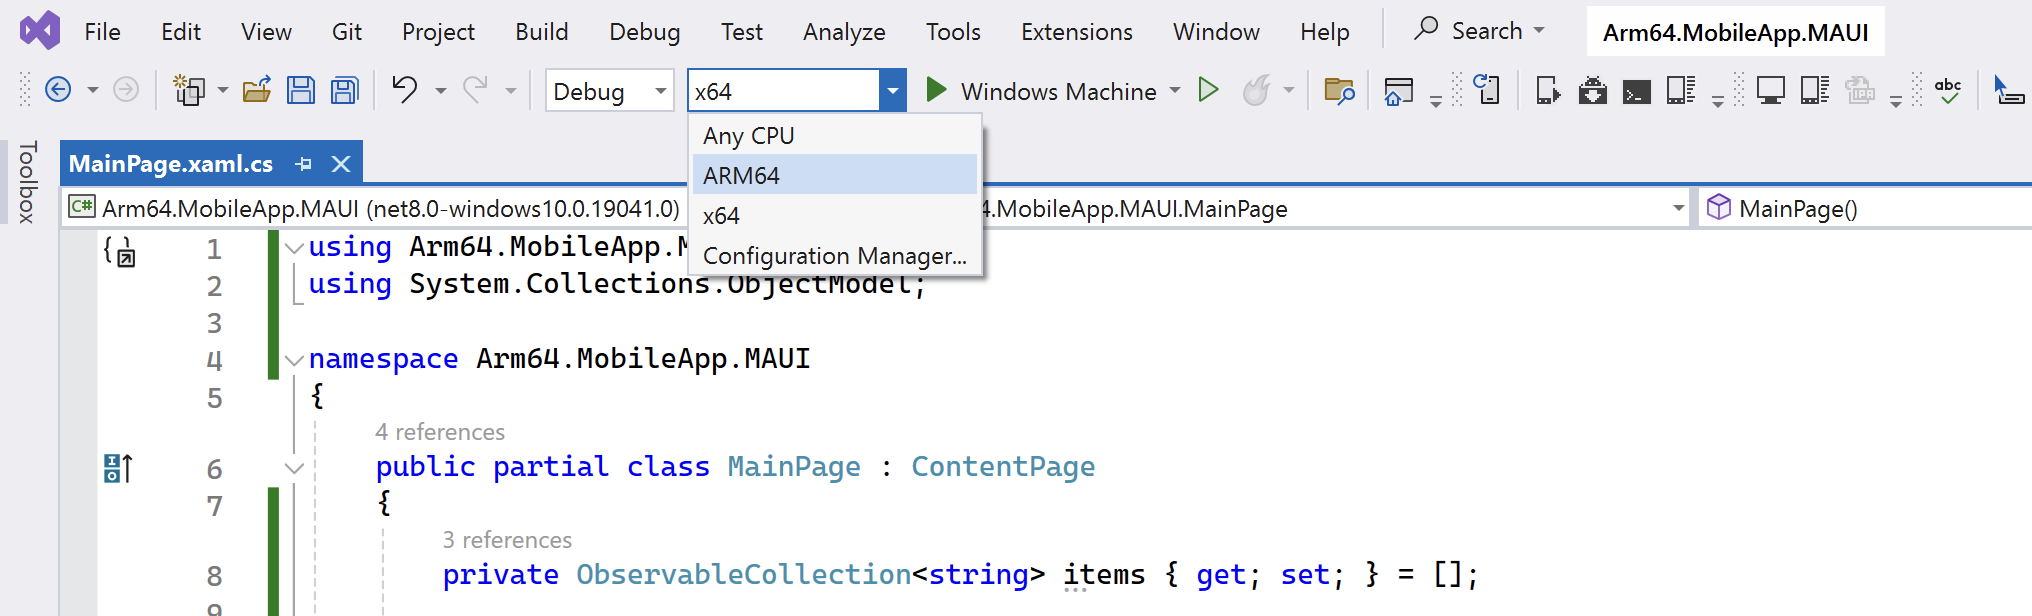 File Edit View Git Project Build Debug Test Analyze Tools Extensions Window Help Search Arm64.MobileApp.MAUI
Debug x64 Windows Machine abc
Any CPU
ARM64
x64
Configuration Manager...
Toolbox
MainPage.xaml.cs
C# Arm64.MobileApp.MAUI (net8.0-windows10.0.19041.0) 4.MobileApp.MAUI.MainPage MainPage()
1 using Arm64.MobileApp.M
2 using System.Collections.ObjectModel;
3
4 namespace Arm64.MobileApp.MAUI
5 {
4 references
6 public partial class MainPage : ContentPage
7 {
3 references
8 private ObservableCollection<string> items { get; set; } = [];
9